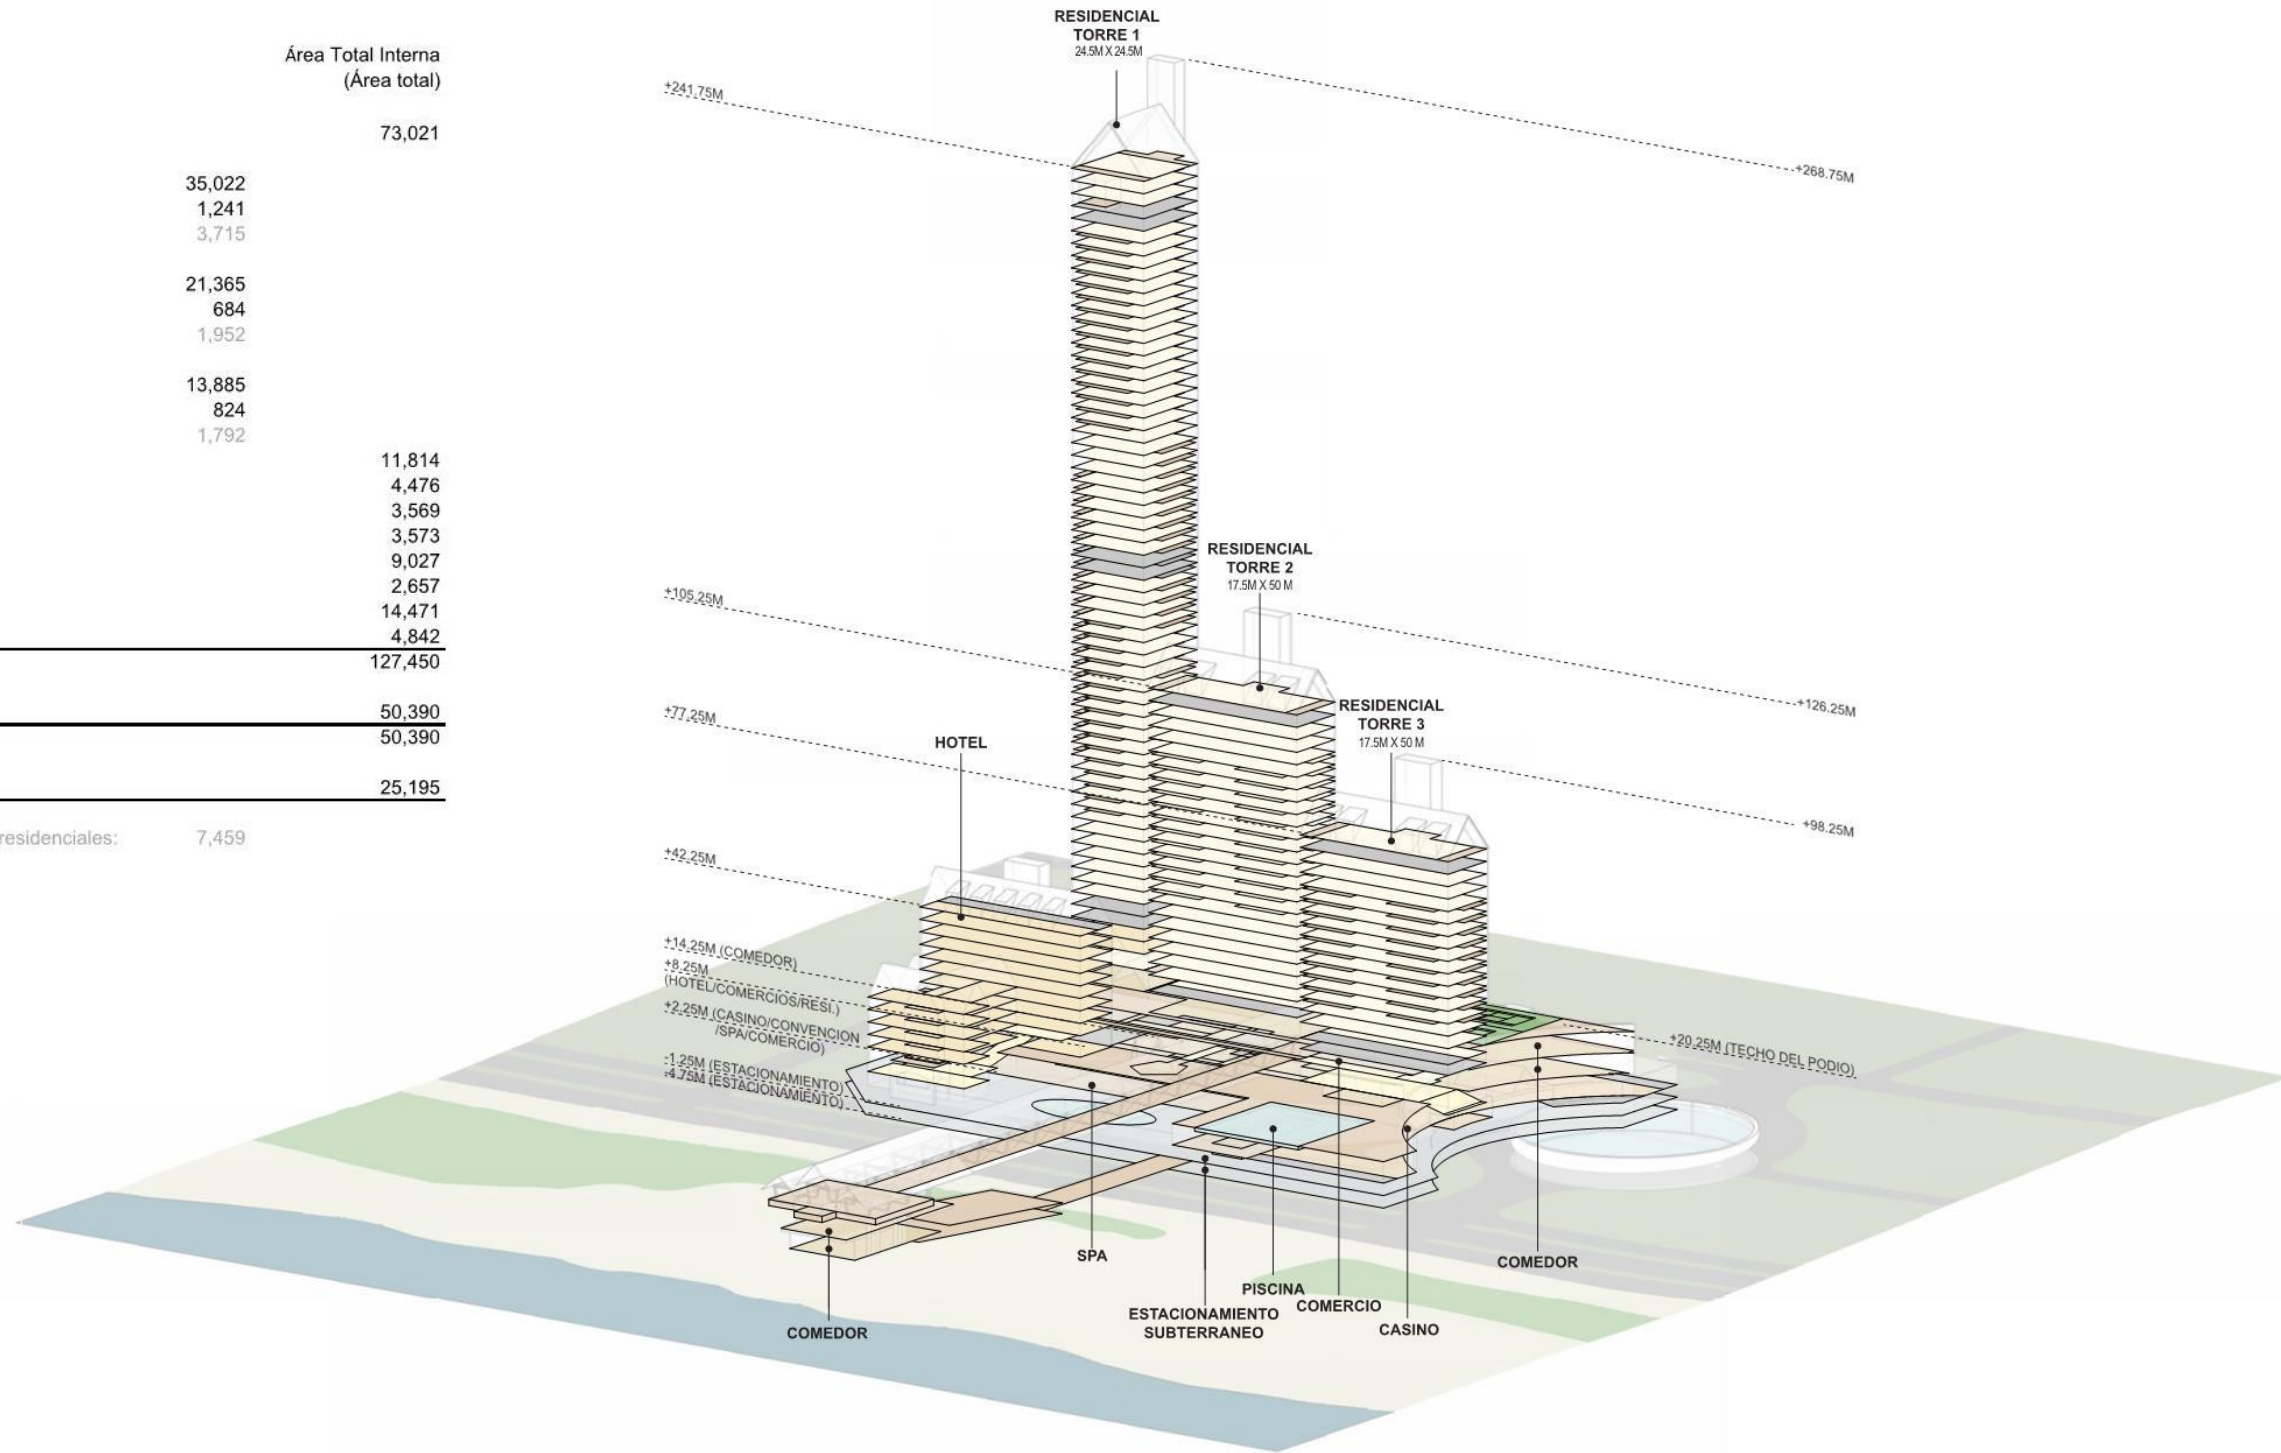 Área Total Interna
(Área total)
73,021
35,022
1,241
3,715
21,365
684
1,952
13,885
824
1,792
11,814
4,476
3,569
3,573
9,027
2,657
14,471
4,842
127,450
50,390
50,390
25,195
residenciales: 7,459
RESIDENCIAL
TORRE 1
24.5M X 24.5M
+241.75M
+268.75M
RESIDENCIAL
TORRE 2
17.5M X 50 M
+105.25M
+126.25M
RESIDENCIAL
TORRE 3
17.5M X 50 M
+77.25M
+98.25M
HOTEL
+42.25M
+14.25M (COMEDOR)
+8.25M
(HOTEL/COMERCIOS/RESI.)
+2.25M (CASINO/CONVENCION
/SPA/COMERCIO)
-1.25M (ESTACIONAMIENTO)
-4.75M (ESTACIONAMIENTO)
+20.25M (TECHO DEL PODIO)
SPA
COMEDOR
PISCINA
COMERCIO
ESTACIONAMIENTO
SUBTERRANEO
CASINO
COMEDOR